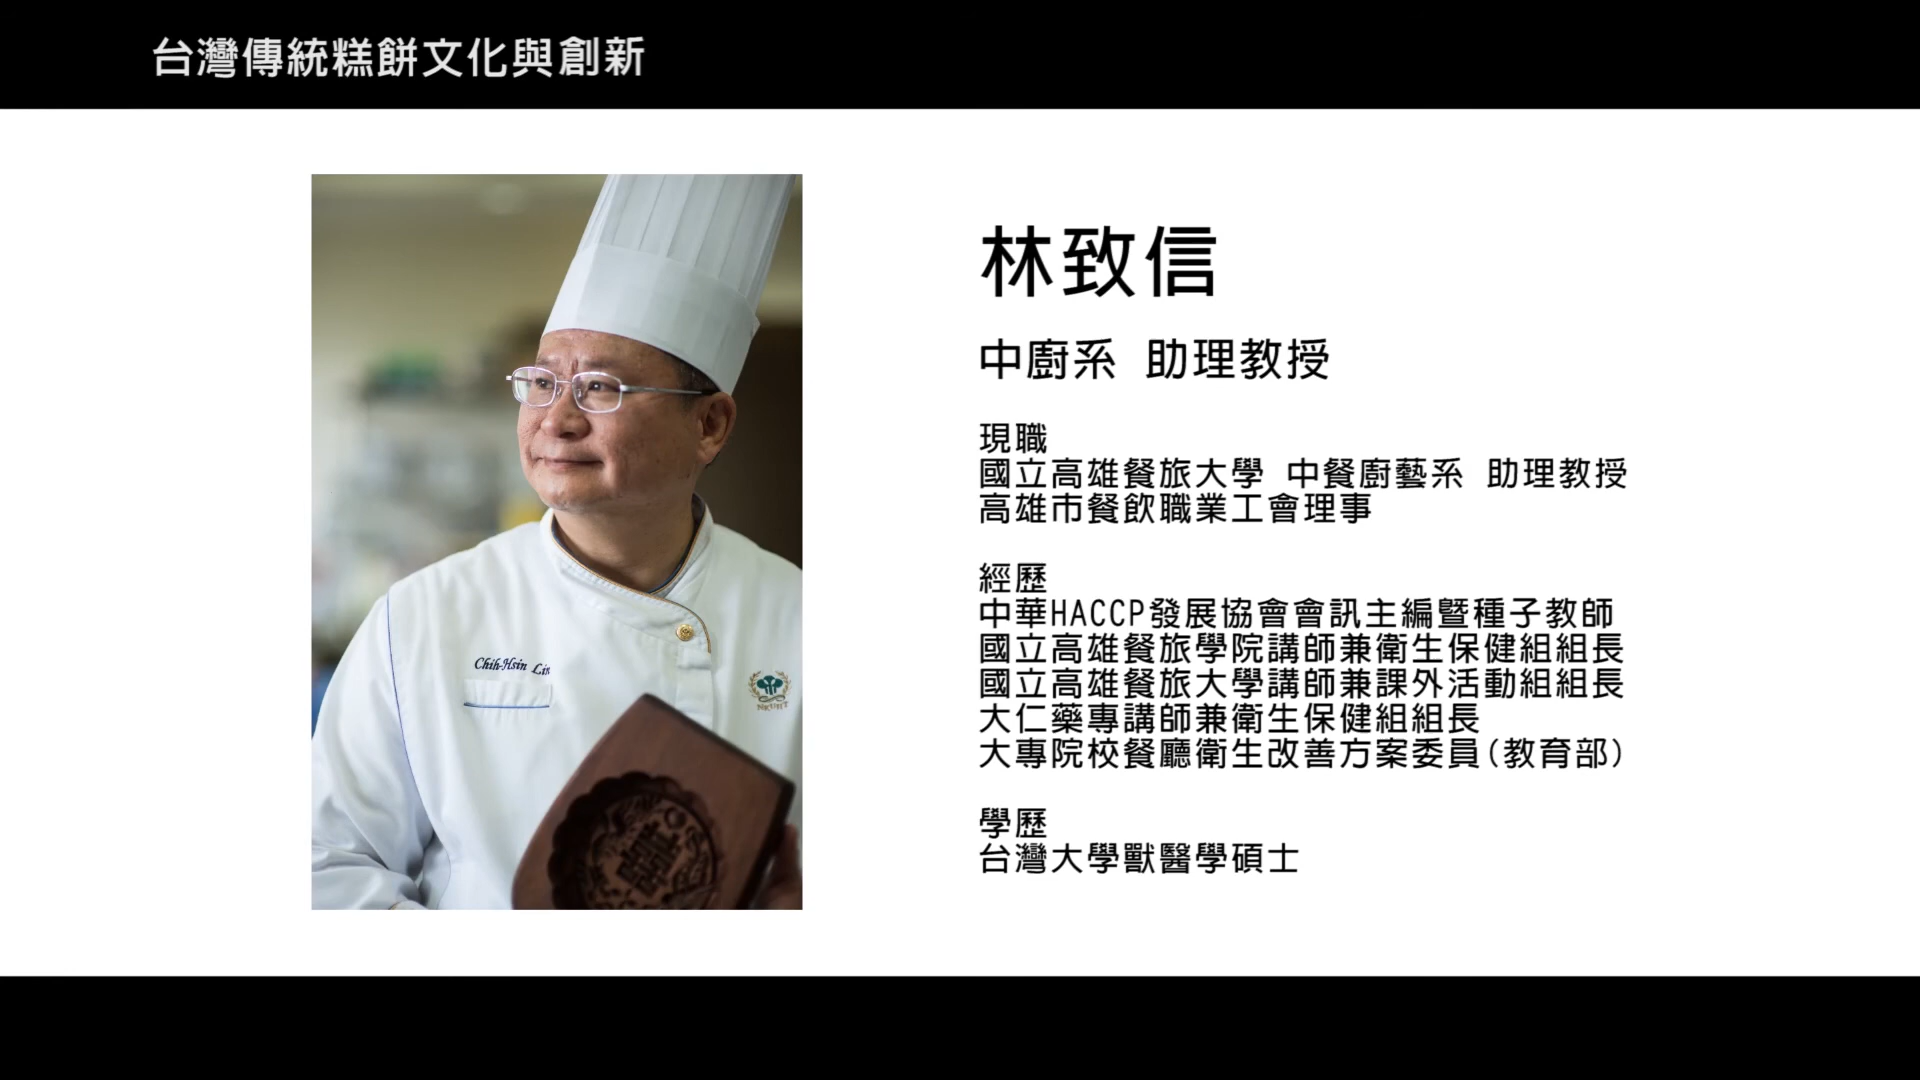 台灣傳統糕餅文化與創新
林致信
中廚系 助理教授
現職
國立高雄餐旅大學 中餐廚藝系 助理教授
高雄市餐飲職業工會理事
經歷
中華HACCP發展協會會訊主編暨種子教師
國立高雄餐旅學院講師兼衛生保健組組長
國立高雄餐旅大學講師兼課外活動組組長
大仁藥專講師兼衛生保健組組長
大專院校餐廳衛生改善方案委員(教育部)
學歷
台灣大學獸醫學碩士
Chih-Hsin Lin
NKUHT
囍